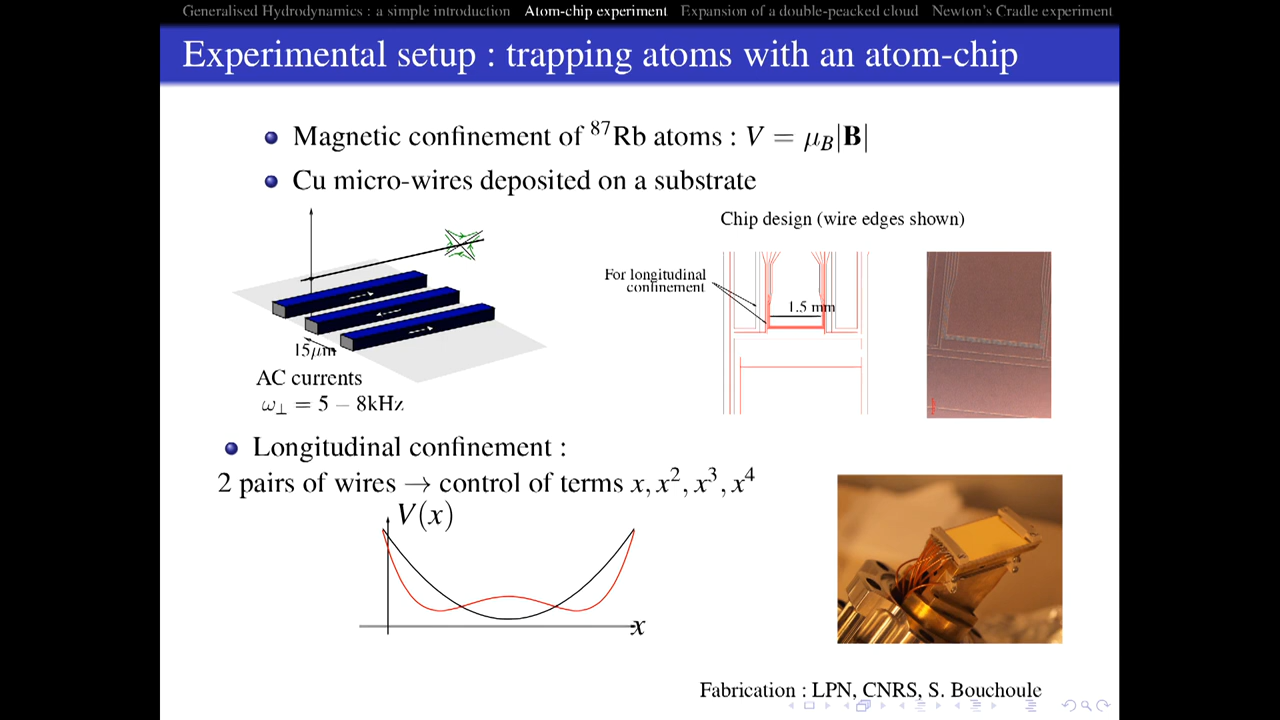 Generalised Hydrodynamics : a simple introduction Atom-chip experiment Expansion of a double-peacked cloud Newton's Cradle experiment
Experimental setup : trapping atoms with an atom-chip
Magnetic confinement of ⁸⁷Rb atoms : V = μ_B|B|
Cu micro-wires deposited on a substrate
Chip design (wire edges shown)
For longitudinal
confinement
1.5 mm
15μm
AC currents
ω⊥ = 5 – 8kHz
Longitudinal confinement :
2 pairs of wires → control of terms x, x², x³, x⁴
V(x)
x
Fabrication : LPN, CNRS, S. Bouchoule